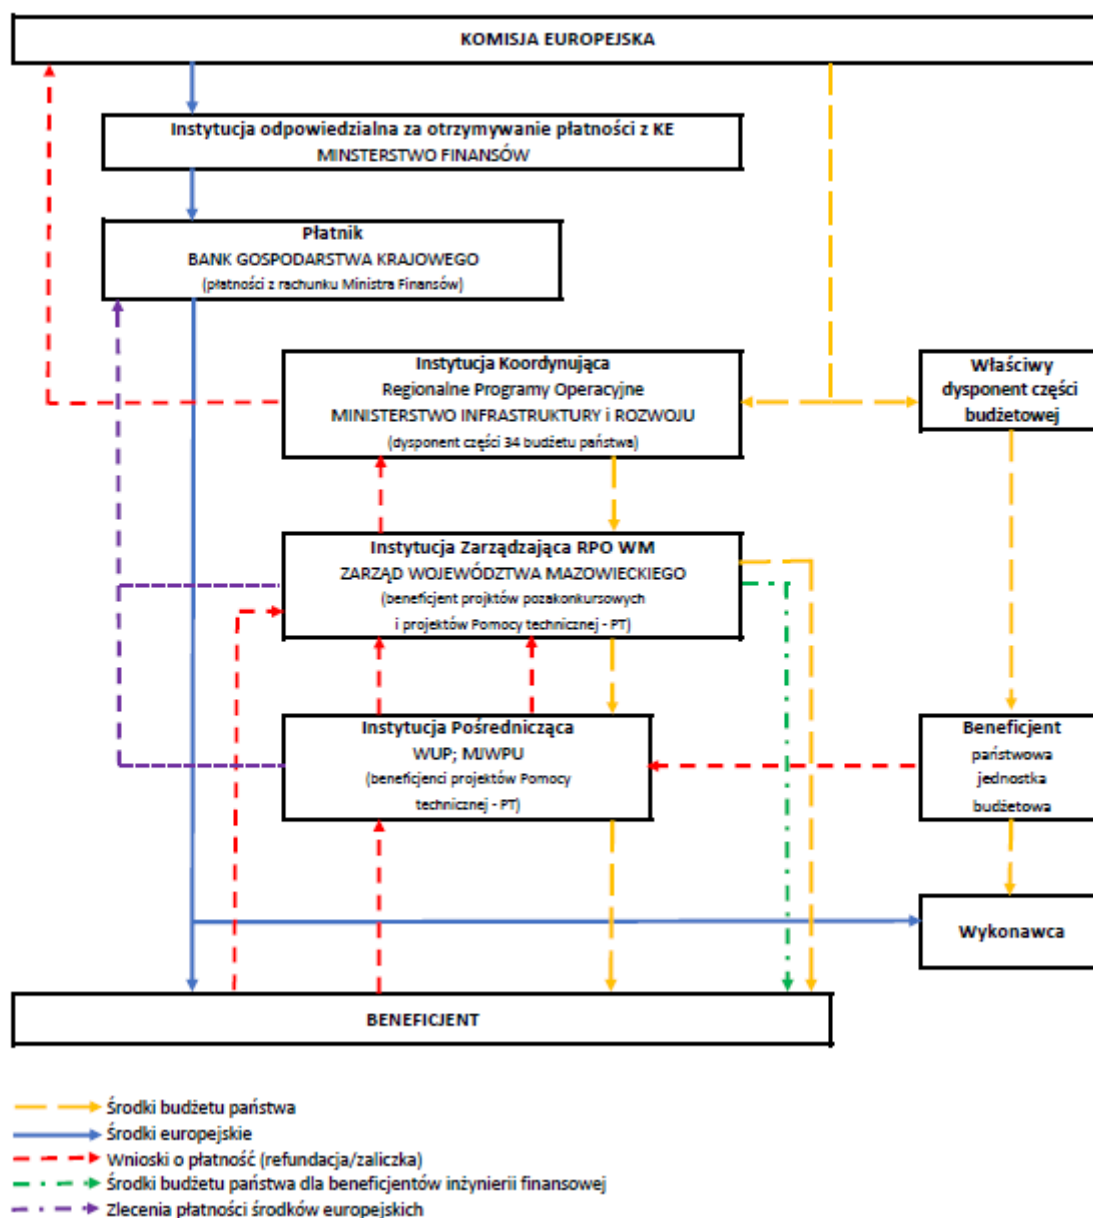 KOMISJA EUROPEJSKA
Instytucja odpowiedzialna za otrzymywanie płatności z KE
MINSTERSTWO FINANSÓW
Płatnik
BANK GOSPODARSTWA KRAJOWEGO
(płatności z rachunku Ministra Finansów)
Instytucja Koordynująca
Regionalne Programy Operacyjne
MINISTERSTWO INFRASTRUKTURY i ROZWOJU
(dysponent części 34 budżetu państwa)
Właściwy
dysponent części
budżetowej
Instytucja Zarządzająca RPO WM
ZARZĄD WOJEWÓDZTWA MAZOWIECKIEGO
(beneficjent projktów pozakonkursowych
i projektów Pomocy technicznej - PT)
Instytucja Pośrednicząca
WUP; MJWPU
(beneficjenci projektów Pomocy
technicznej - PT)
Beneficjent
państwowa
jednostka
budżetowa
Wykonawca
BENEFICJENT
Środki budżetu państwa
Środki europejskie
Wnioski o płatność (refundacja/zaliczka)
Środki budżetu państwa dla beneficjentów inżynierii finansowej
Zlecenia płatności środków europejskich